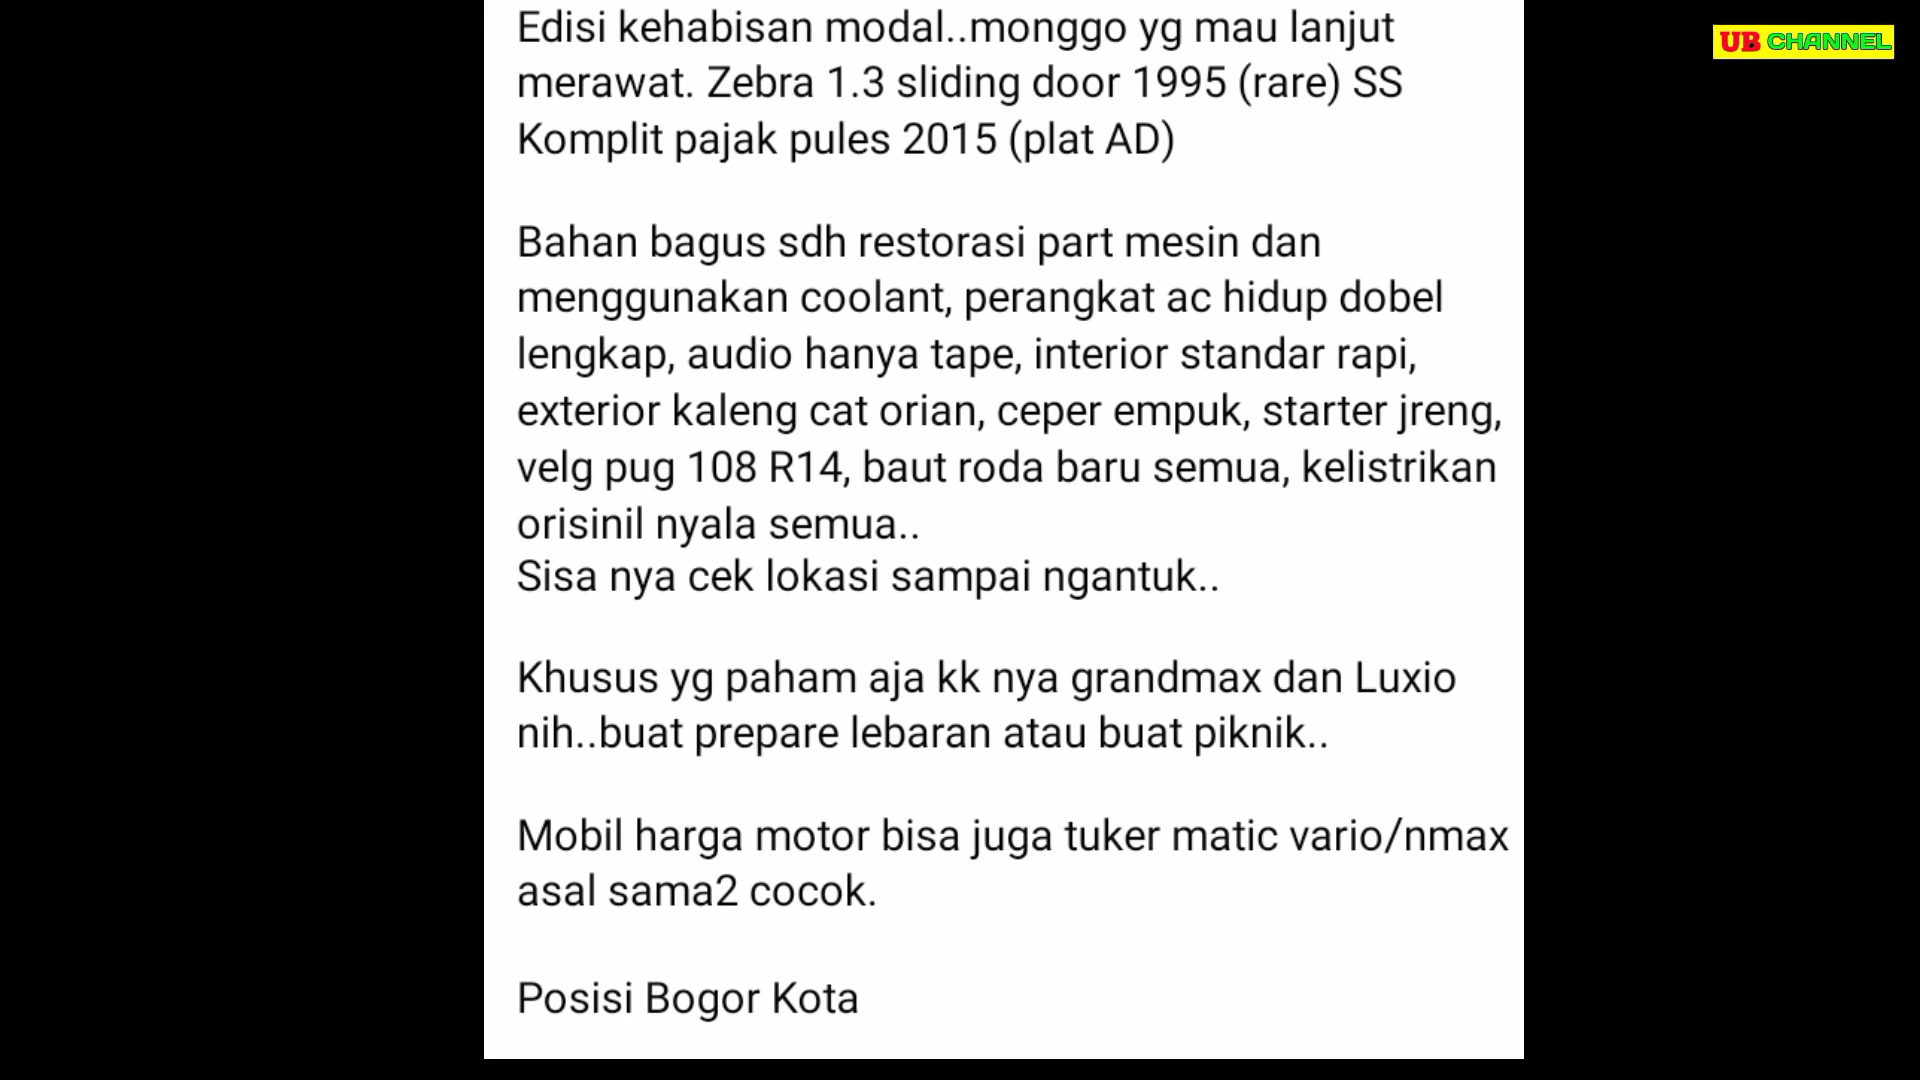 UB CHANNEL
Edisi kehabisan modal..monggo yg mau lanjut
merawat. Zebra 1.3 sliding door 1995 (rare) SS
Komplit pajak pules 2015 (plat AD)
Bahan bagus sdh restorasi part mesin dan
menggunakan coolant, perangkat ac hidup dobel
lengkap, audio hanya tape, interior standar rapi,
exterior kaleng cat orian, ceper empuk, starter jreng,
velg pug 108 R14, baut roda baru semua, kelistrikan
orisinil nyala semua..
Sisa nya cek lokasi sampai ngantuk..
Khusus yg paham aja kk nya grandmax dan Luxio
nih..buat prepare lebaran atau buat piknik..
Mobil harga motor bisa juga tuker matic vario/nmax
asal sama2 cocok.
Posisi Bogor Kota